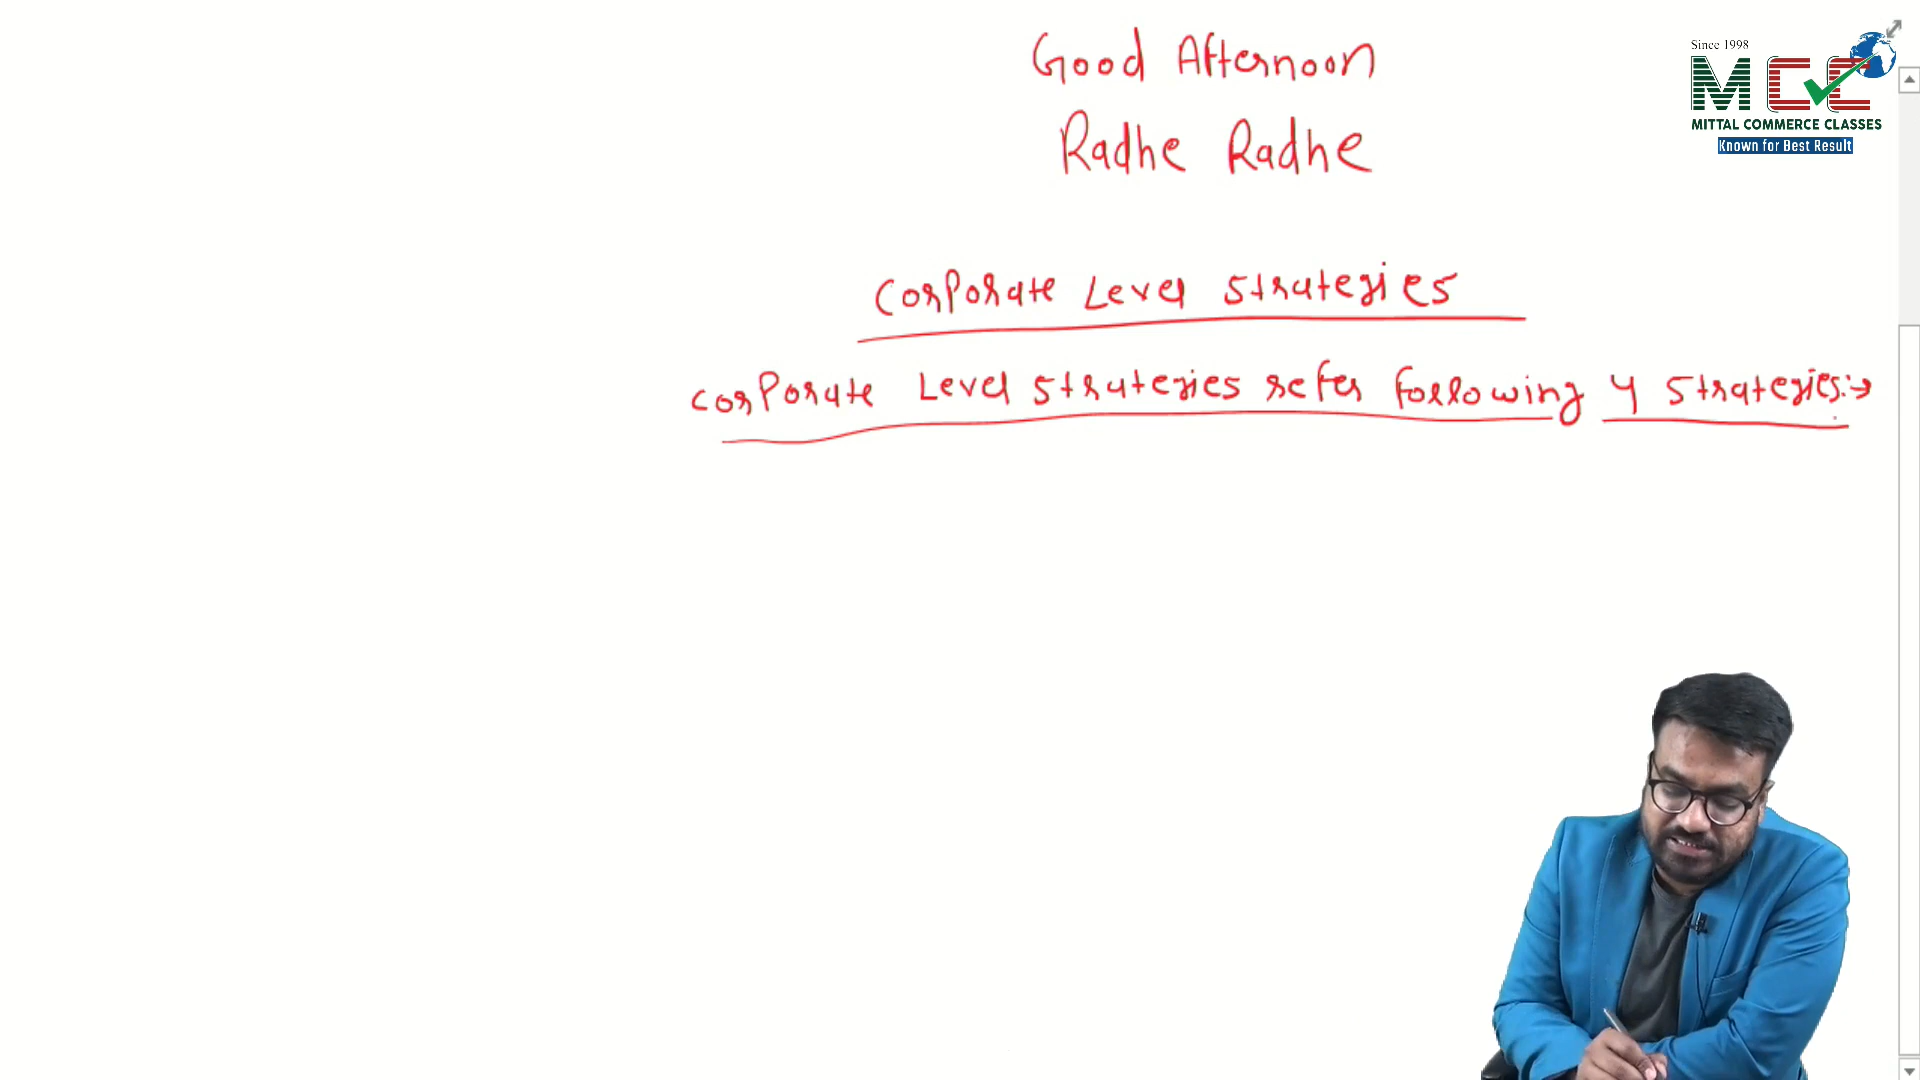 Good Afternoon
Since 1998
MCC
MITTAL COMMERCE CLASSES
Known for Best Result
Radhe Radhe
Corporate Level Strategies
Corporate Level Strategies refer following 4 Strategies:→